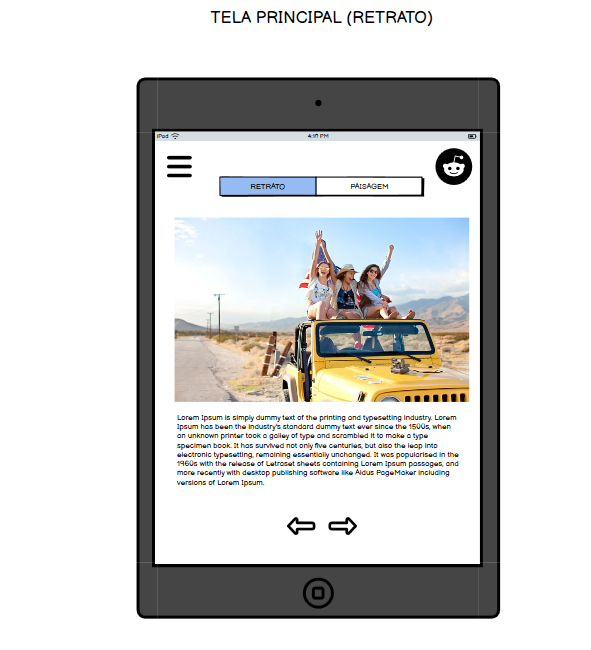 TELA PRINCIPAL (RETRATO)
iPad
4:10 PM
RETRATO
PAISAGEM
Lorem Ipsum is simply dummy text of the printing and typesetting industry. Lorem
Ipsum has been the industry's standard dummy text ever since the 1500s, when
an unknown printer took a galley of type and scrambled it to make a type
specimen book. It has survived not only five centuries, but also the leap into
electronic typesetting, remaining essentially unchanged. It was popularised in the
1960s with the release of Letraset sheets containing Lorem Ipsum passages, and
more recently with desktop publishing software like Aldus PageMaker including
versions of Lorem Ipsum.